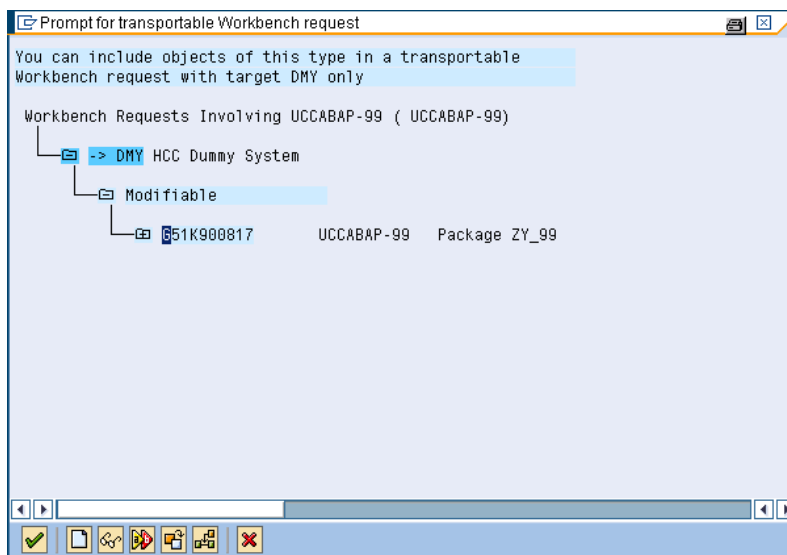 Prompt for transportable Workbench request
You can include objects of this type in a transportable
Workbench request with target DMY only
Workbench Requests Involving UCCABAP-99 ( UCCABAP-99)
-> DMY HCC Dummy System
Modifiable
G51K900817 UCCABAP-99 Package ZY_99